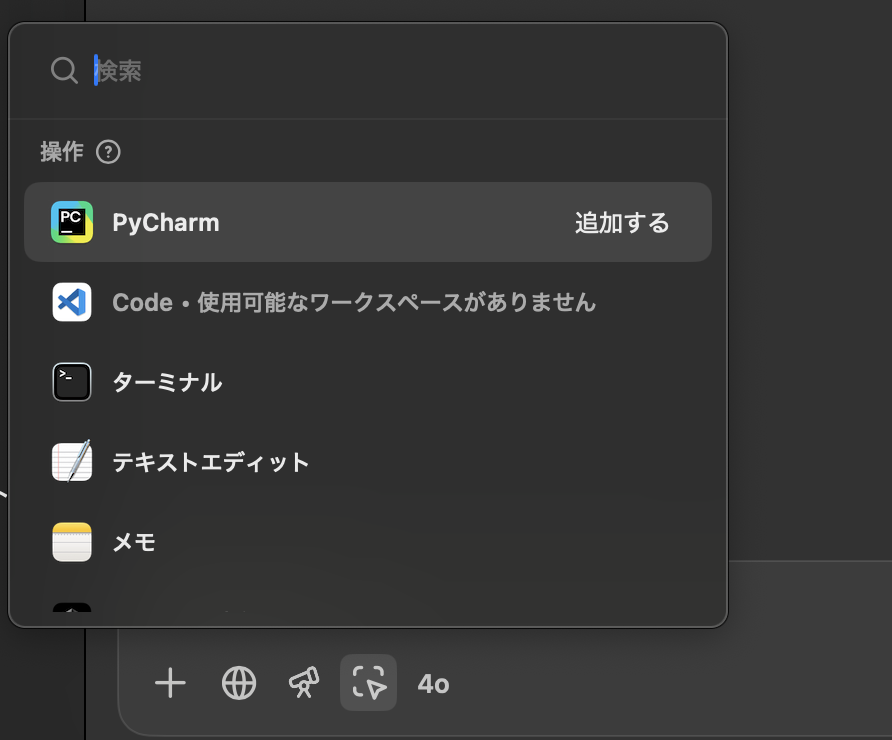 検索
操作 ?
PC
PyCharm 追加する
Code • 使用可能なワークスペースがありません
>_
ターミナル
テキストエディット
メモ
4o